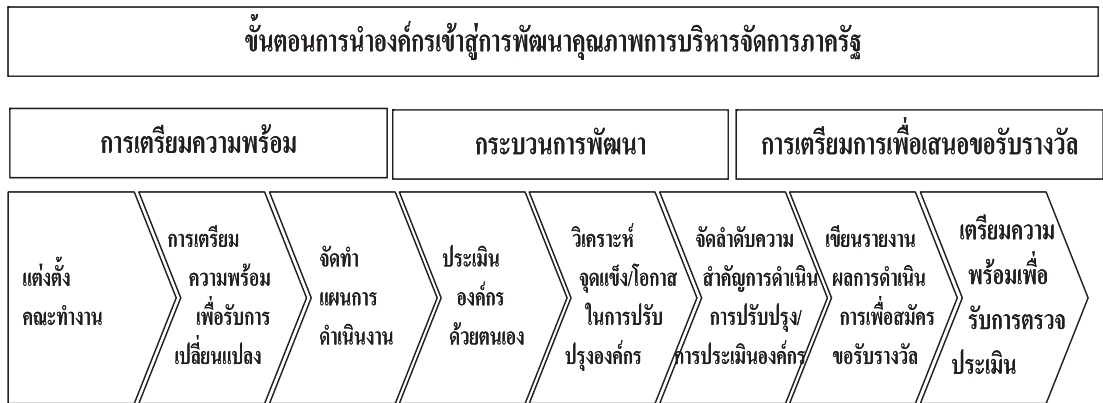 ขั้นตอนการนำองค์กรเข้าสู่การพัฒนาคุณภาพการบริหารจัดการภาครัฐ
การเตรียมความพร้อม
กระบวนการพัฒนา
การเตรียมการเพื่อเสนอขอรับรางวัล
แต่งตั้ง
คณะทำงาน
การเตรียม
ความพร้อม
เพื่อรับการ
เปลี่ยนแปลง
จัดทำ
แผนการ
ดำเนินงาน
ประเมิน
องค์กร
ด้วยตนเอง
วิเคราะห์
จุดแข็ง/โอกาส
ในการปรับ
ปรุงองค์กร
จัดลำดับความ
สำคัญการดำเนิน
การปรับปรุง/
การประเมินองค์กร
เขียนรายงาน
ผลการดำเนิน
การเพื่อสมัคร
ขอรับรางวัล
เตรียมความ
พร้อมเพื่อ
รับการตรวจ
ประเมิน